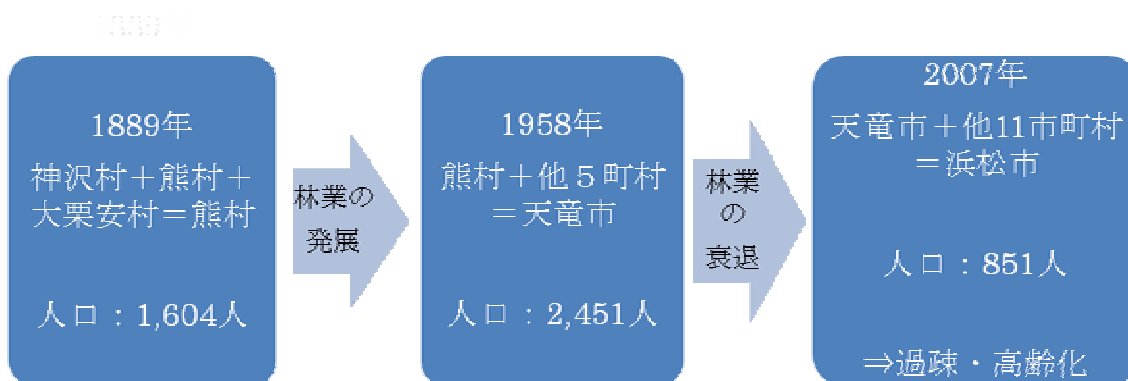 1889年
神沢村＋熊村＋
大栗安村＝熊村
人口：1,604人
林業の
発展
1958年
熊村＋他５町村
＝天竜市
人口：2,451人
林業
の
衰退
2007年
天竜市＋他11市町村
＝浜松市
人口：851人
⇒過疎・高齢化